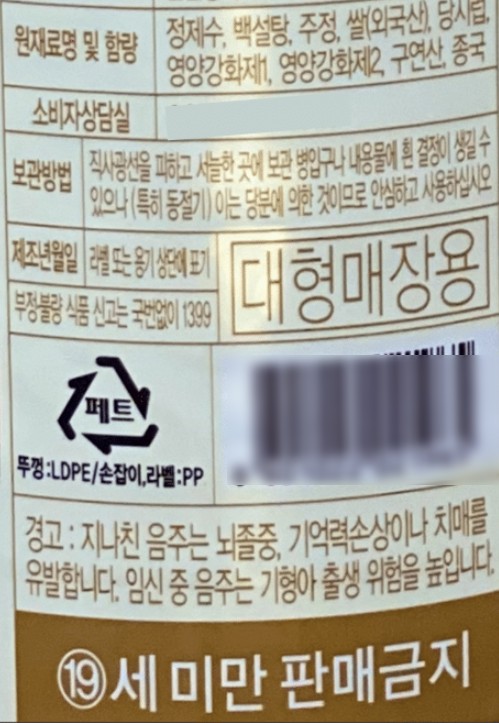 원재료명 및 함량
정제수, 백설탕, 주정, 쌀(외국산), 당시럽,
영양강화제1, 영양강화제2, 구연산, 종국
소비자상담실
보관방법
직사광선을 피하고 서늘한 곳에 보관 병입구나 내용물에 흰 결정이 생길 수
있으나 (특히 동절기) 이는 당분에 의한 것이므로 안심하고 사용하십시오
제조년월일
라벨 또는 용기 상단에 표기
부정·불량 식품 신고는 국번없이 1399
대형매장용
페트
뚜껑:LDPE/손잡이,라벨:PP
경고 : 지나친 음주는 뇌졸중, 기억력손상이나 치매를
유발합니다. 임신 중 음주는 기형아 출생 위험을 높입니다.
⑲세 미만 판매금지